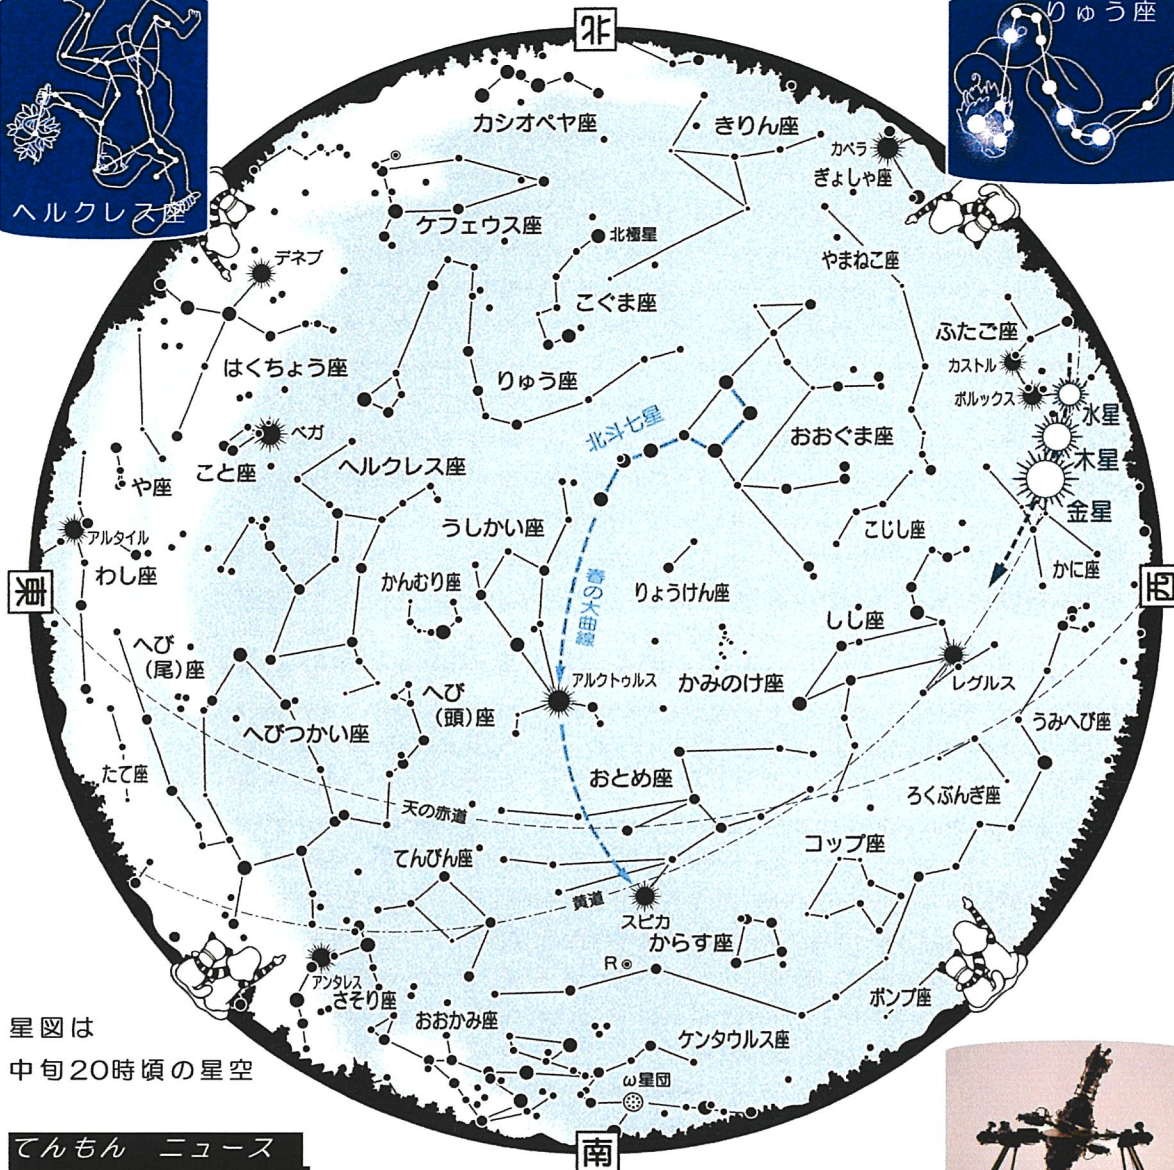 北
りゅう座
カシオペヤ座
きりん座
カペラ
ぎょしゃ座
ヘルクレス座
ケフェウス座
北極星
やまねこ座
デネブ
こぐま座
ふたご座
カストル
はくちょう座
りゅう座
ポルックス
水星
北斗七星
おおぐま座
ベガ
木星
こと座
ヘルクレス座
や座
金星
アルタイル
うしかい座
こじし座
わし座
かんむり座
りょうけん座
かに座
東
西
春の大曲線
しし座
へび
(尾)座
アルクトゥルス
かみのけ座
レグルス
へび
(頭)座
へびつかい座
うみへび座
たて座
おとめ座
ろくぶんぎ座
天の赤道
コップ座
てんびん座
黄道
スピカ
からす座
R
アンタレス
さそり座
ポンプ座
おおかみ座
ケンタウルス座
星図は
中旬20時頃の星空
ω星団
てんもん ニュース
南